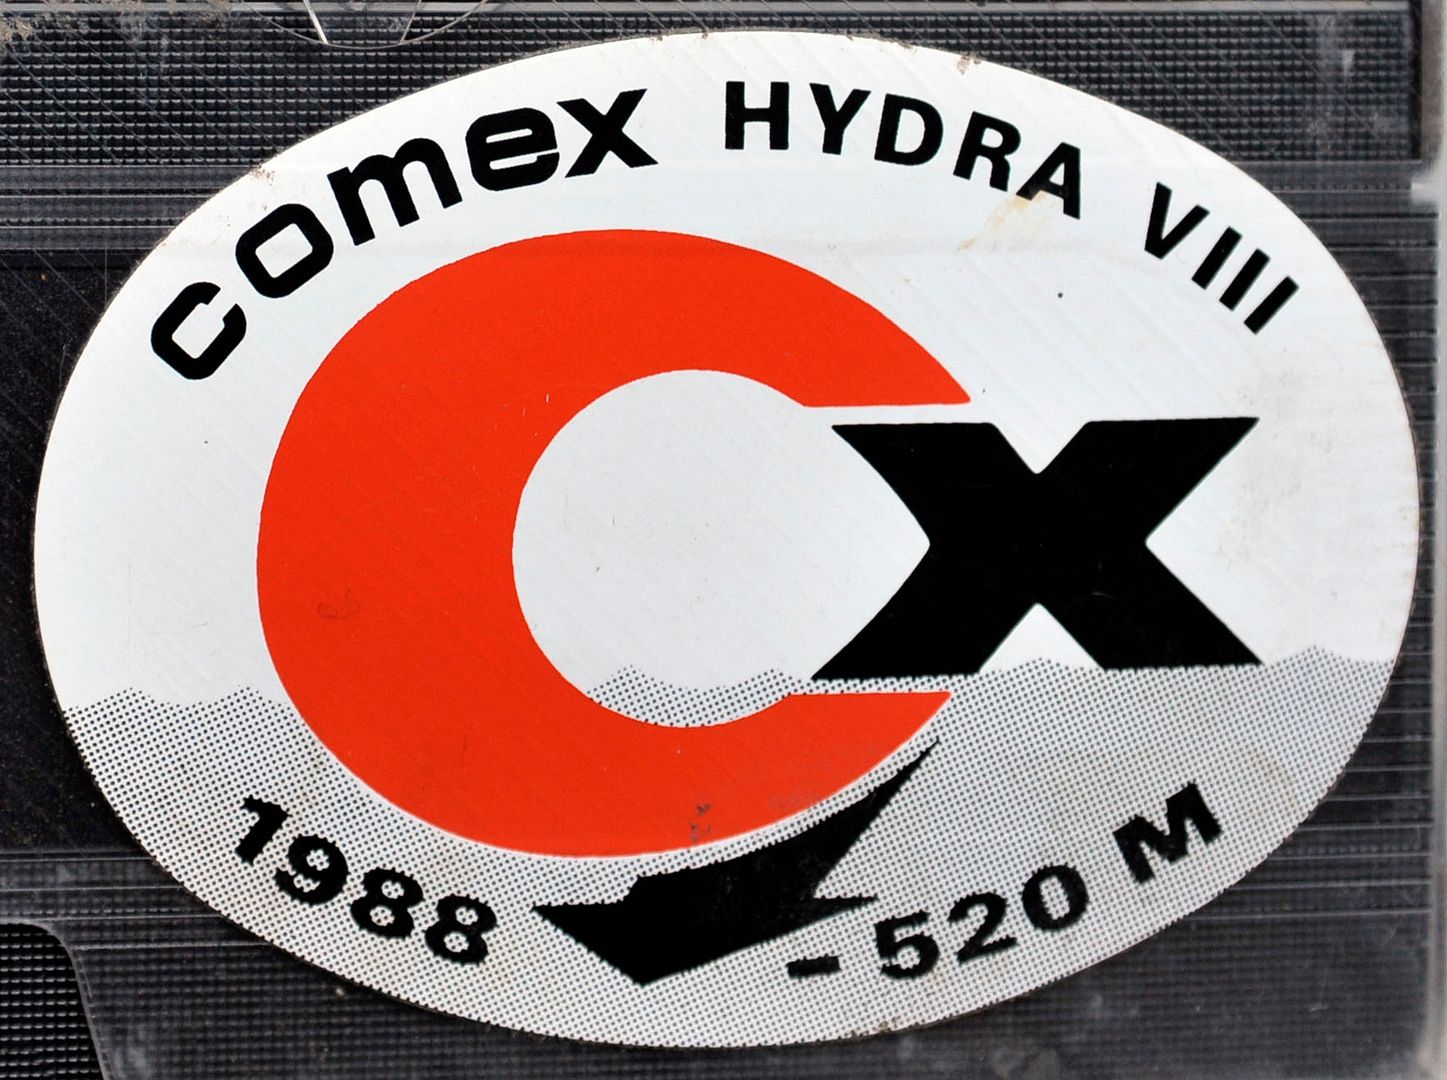 comex HYDRA VIII
Cx
1988 - 520 M